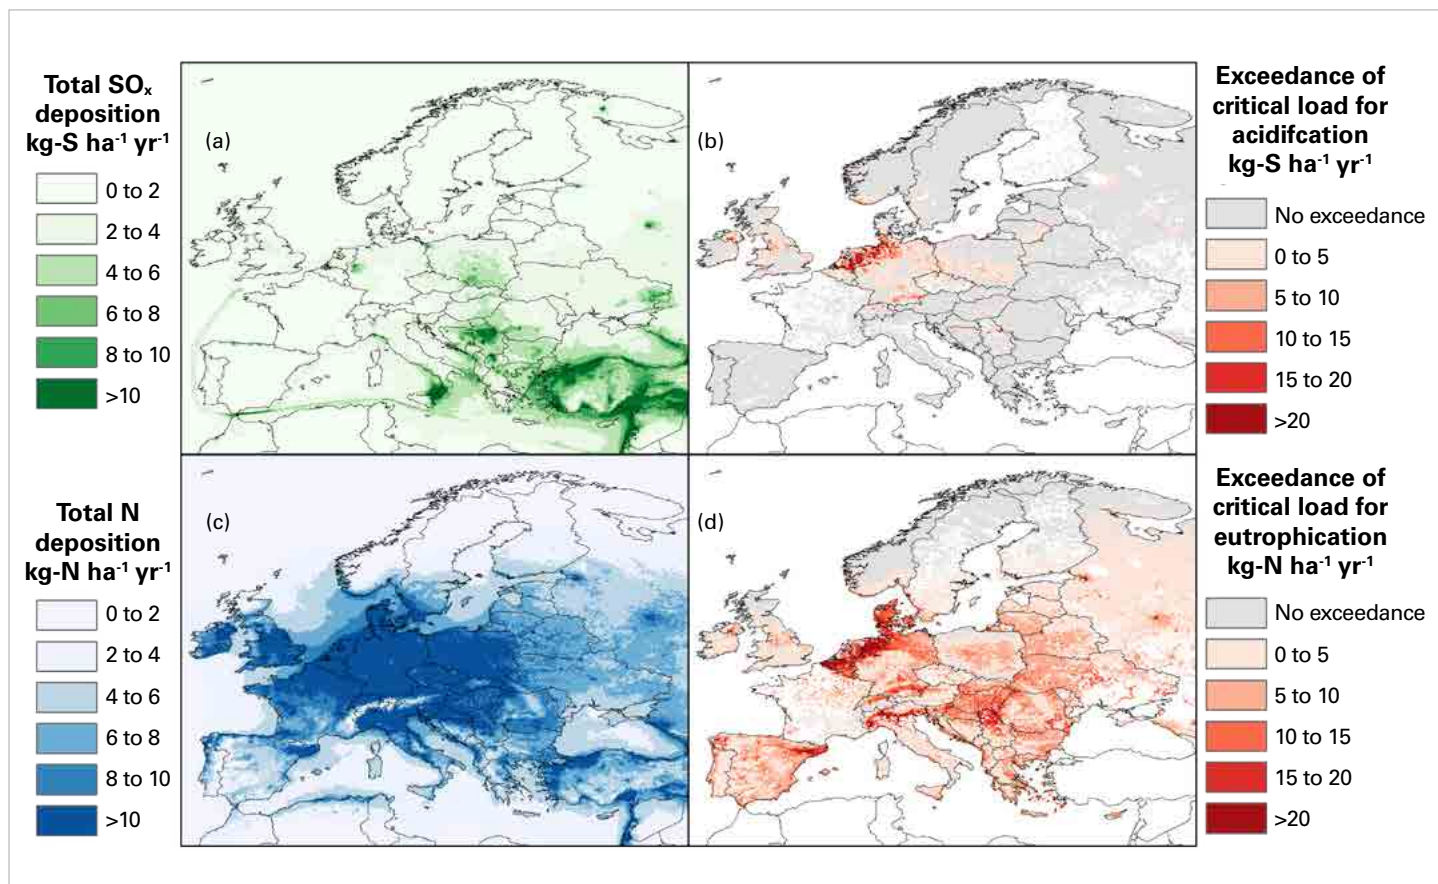 Total SOₓ
deposition
kg-S ha⁻¹ yr⁻¹
0 to 2
2 to 4
4 to 6
6 to 8
8 to 10
>10
(a)
(b)
Exceedance of
critical load for
acidifcation
kg-S ha⁻¹ yr⁻¹
No exceedance
0 to 5
5 to 10
10 to 15
15 to 20
>20
Total N
deposition
kg-N ha⁻¹ yr⁻¹
0 to 2
2 to 4
4 to 6
6 to 8
8 to 10
>10
(c)
(d)
Exceedance of
critical load for
eutrophication
kg-N ha⁻¹ yr⁻¹
No exceedance
0 to 5
5 to 10
10 to 15
15 to 20
>20